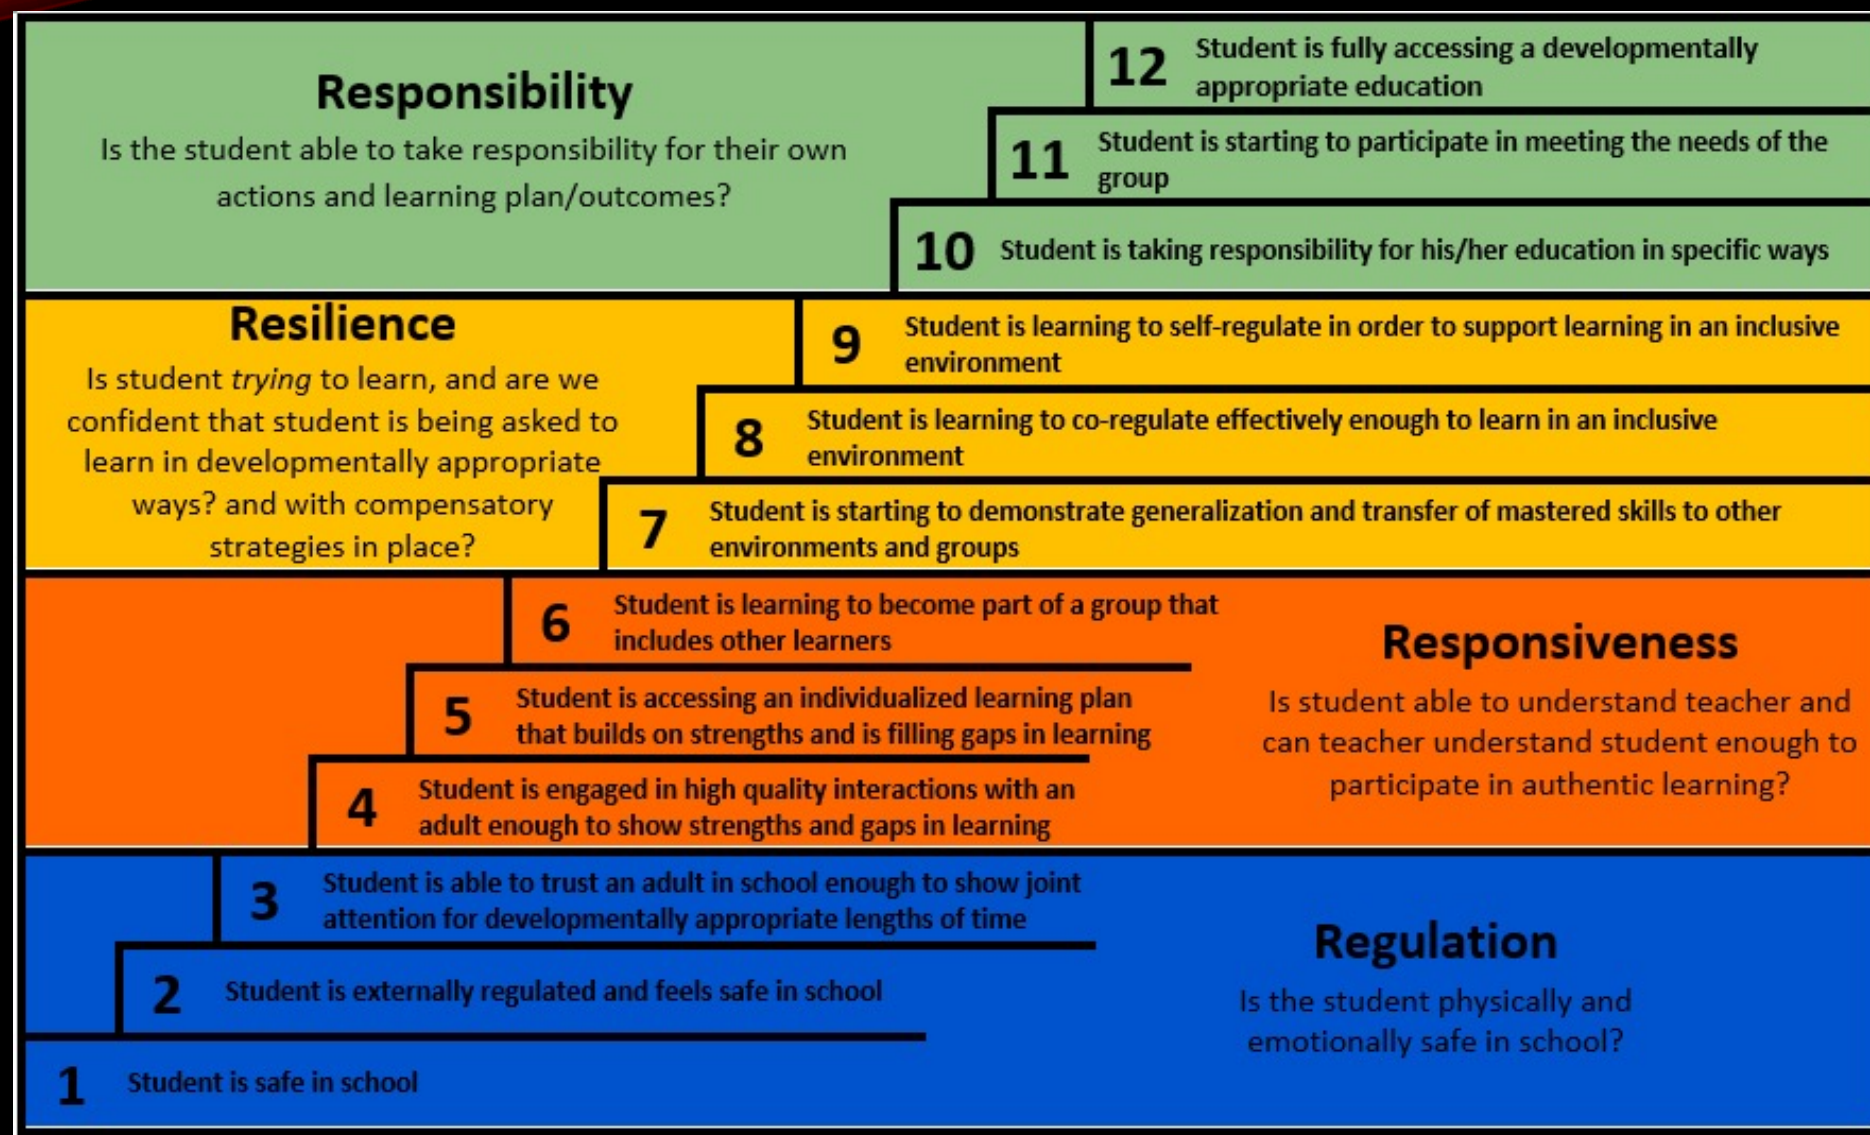 Responsibility
Is the student able to take responsibility for their own
actions and learning plan/outcomes?
12
Student is fully accessing a developmentally
appropriate education
11
Student is starting to participate in meeting the needs of the
group
10
Student is taking responsibility for his/her education in specific ways
Resilience
Is student trying to learn, and are we
confident that student is being asked to
learn in developmentally appropriate
ways? and with compensatory
strategies in place?
9
Student is learning to self-regulate in order to support learning in an inclusive
environment
8
Student is learning to co-regulate effectively enough to learn in an inclusive
environment
7
Student is starting to demonstrate generalization and transfer of mastered skills to other
environments and groups
6
Student is learning to become part of a group that
includes other learners
5
Student is accessing an individualized learning plan
that builds on strengths and is filling gaps in learning
4
Student is engaged in high quality interactions with an
adult enough to show strengths and gaps in learning
Responsiveness
Is student able to understand teacher and
can teacher understand student enough to
participate in authentic learning?
3
Student is able to trust an adult in school enough to show joint
attention for developmentally appropriate lengths of time
2
Student is externally regulated and feels safe in school
1
Student is safe in school
Regulation
Is the student physically and
emotionally safe in school?